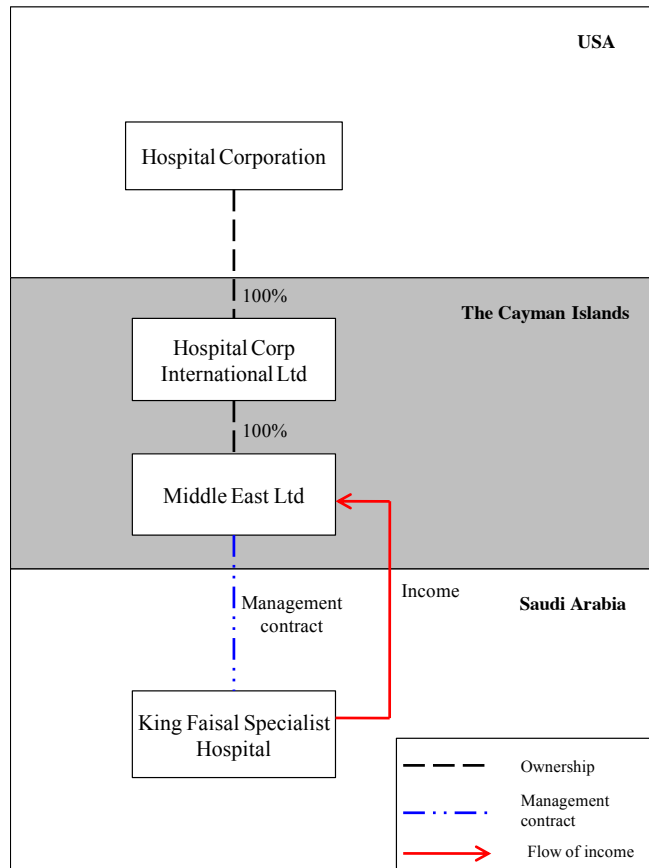 USA
Hospital Corporation
100%
The Cayman Islands
Hospital Corp
International Ltd
100%
Middle East Ltd
Management
contract
Income
Saudi Arabia
King Faisal Specialist
Hospital
Ownership
Management
contract
Flow of income